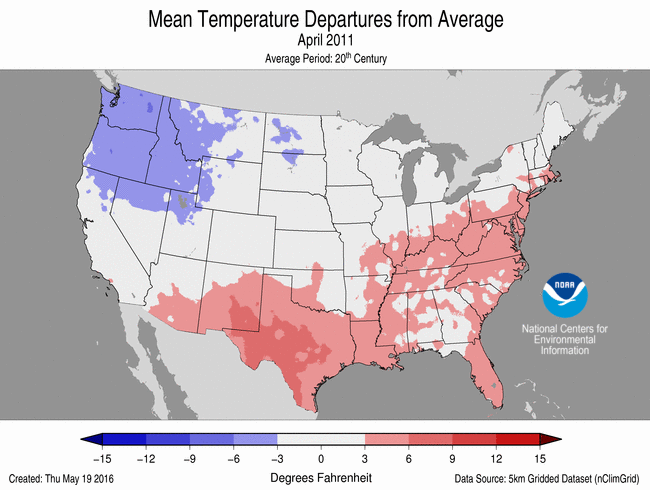 Mean Temperature Departures from Average
April 2011
Average Period: 20th Century
NOAA
National Centers for
Environmental
Information
-15 -12 -9 -6 -3 0 3 6 9 12 15
Created: Thu May 19 2016
Degrees Fahrenheit
Data Source: 5km Gridded Dataset (nClimGrid)